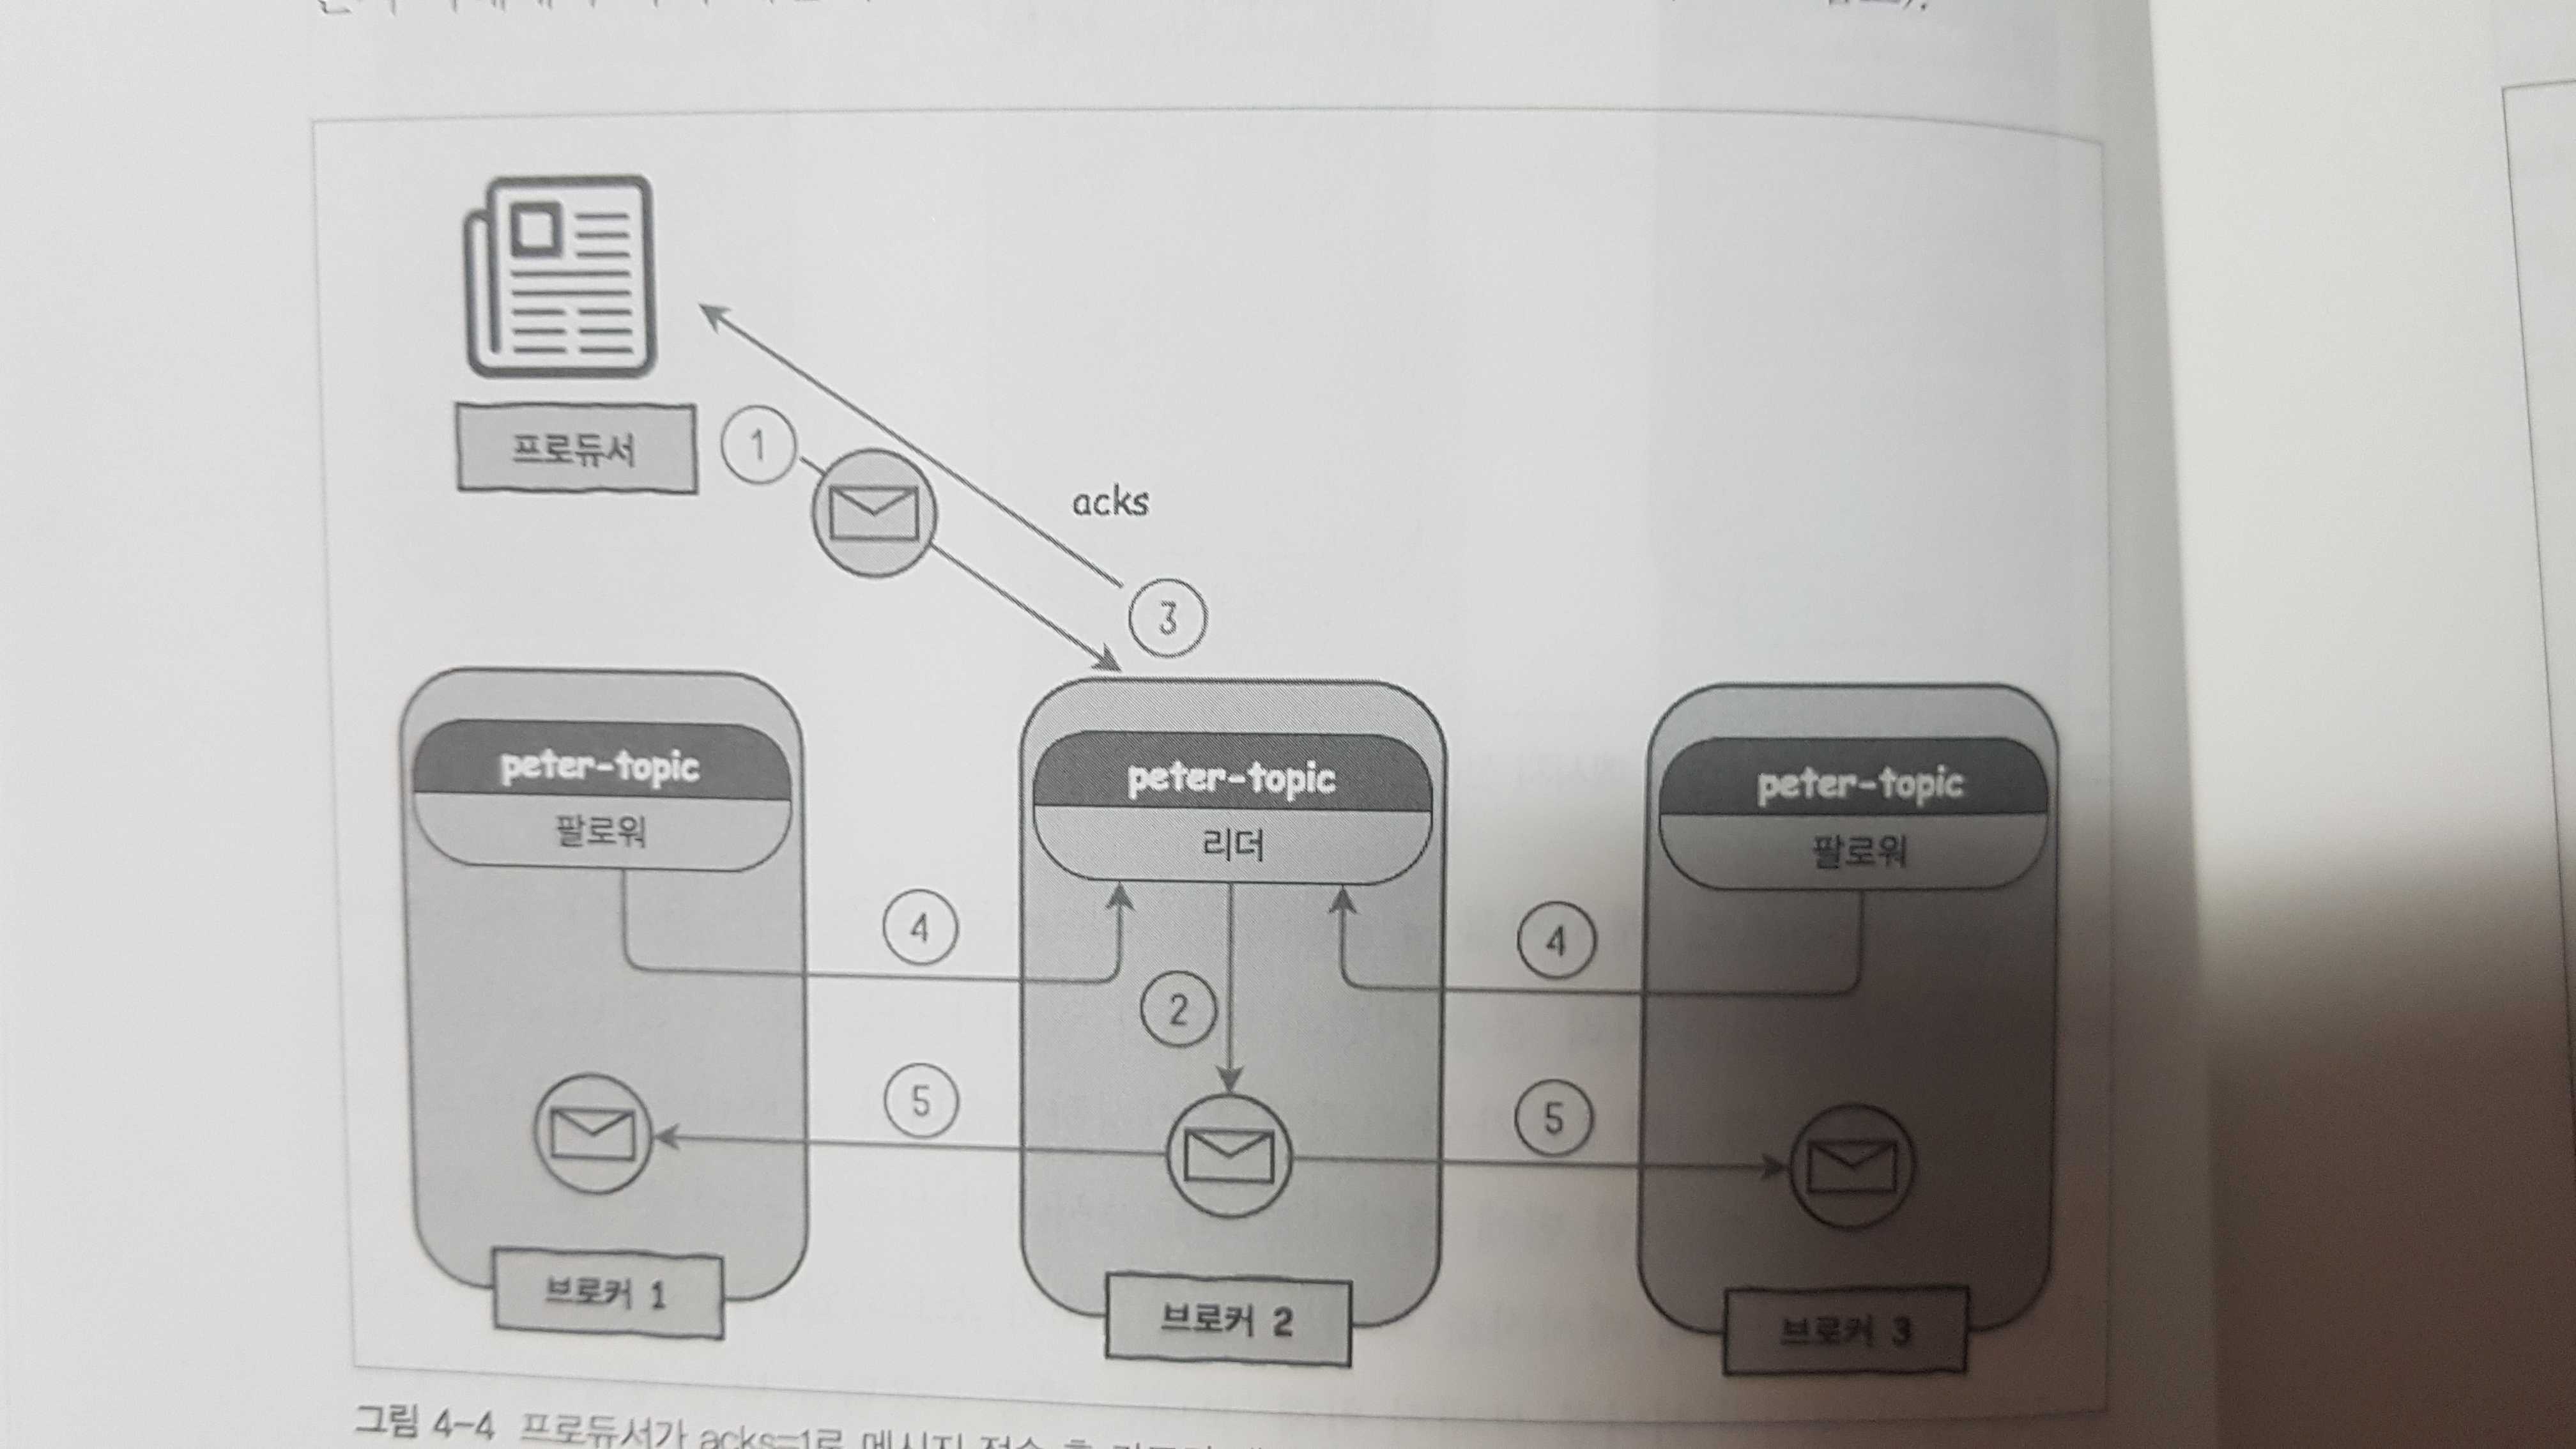 프로듀서
1
acks
3
peter-topic
팔로워
peter-topic
리더
peter-topic
팔로워
4
4
2
5
5
브로커 1
브로커 2
브로커 3
그림 4-4 프로듀서가 acks=1로 메시지 전송 후